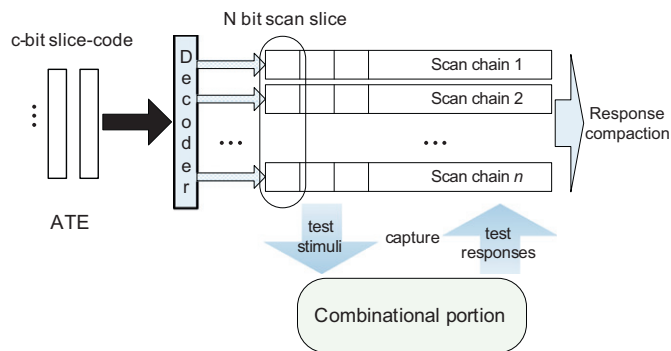 N bit scan slice
c-bit slice-code
Decoder
Scan chain 1
Scan chain 2
...
...
...
Scan chain n
Response
compaction
ATE
test
stimuli
capture
test
responses
Combinational portion